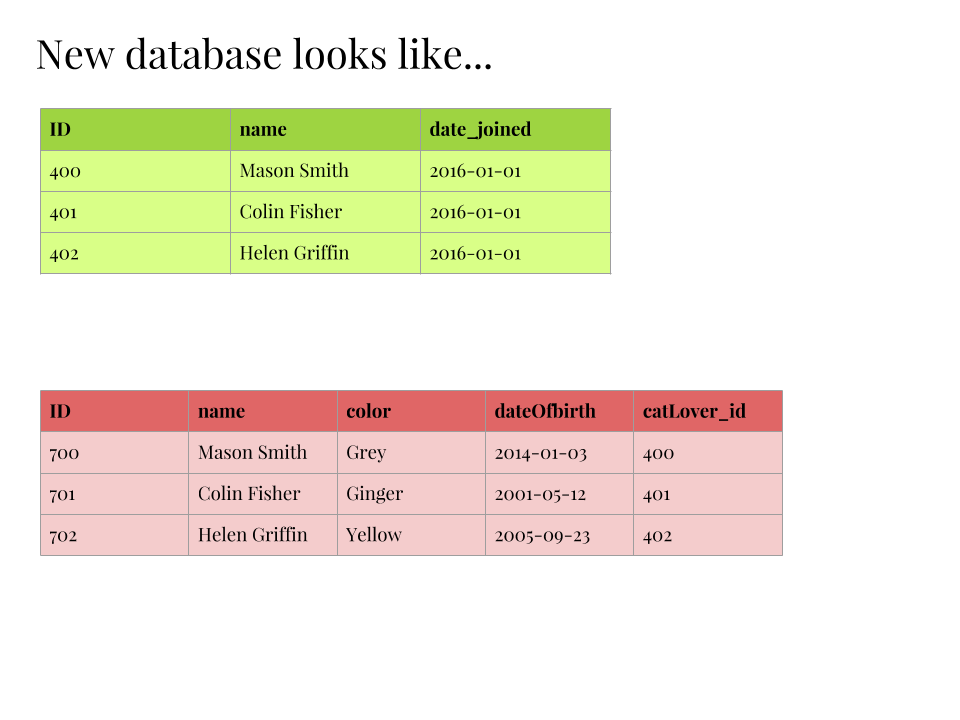 New database looks like...
ID name date_joined
400 Mason Smith 2016-01-01
401 Colin Fisher 2016-01-01
402 Helen Griffin 2016-01-01
ID name color dateOfbirth catLover_id
700 Mason Smith Grey 2014-01-03 400
701 Colin Fisher Ginger 2001-05-12 401
702 Helen Griffin Yellow 2005-09-23 402